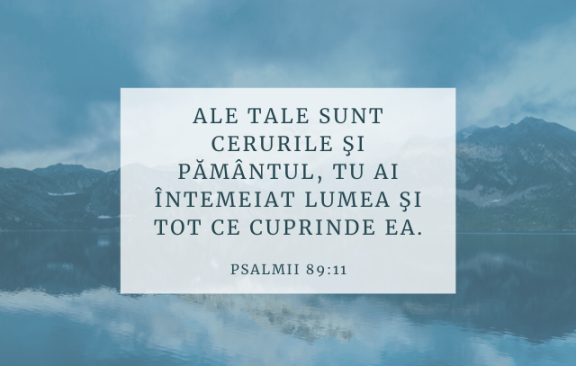 ALE TALE SUNT
CERURILE ŞI
PĂMÂNTUL, TU AI
ÎNTEMEIAT LUMEA ŞI
TOT CE CUPRINDE EA.
PSALMII 89:11